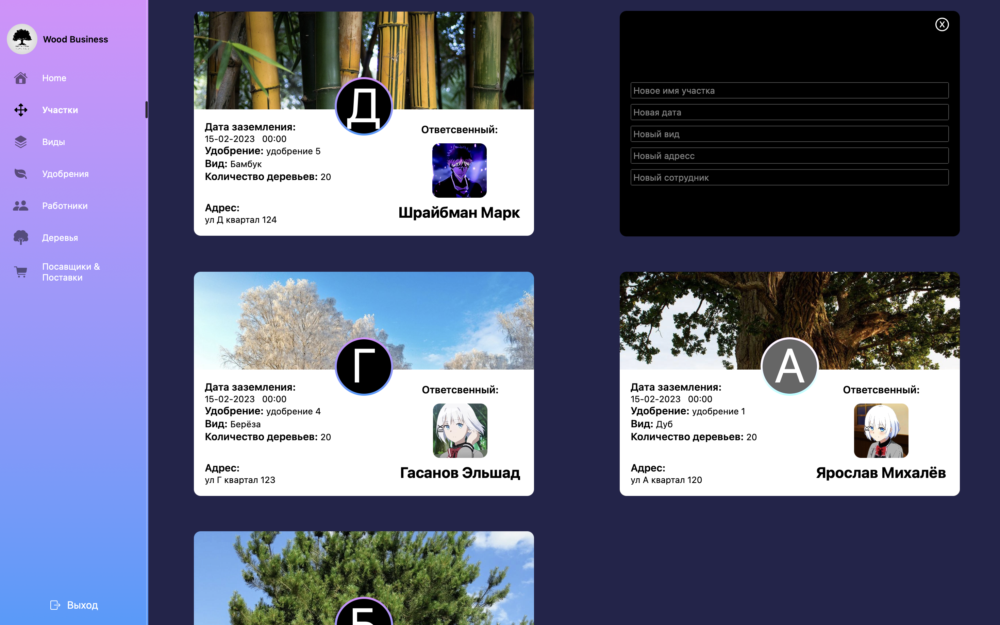 Wood Business
Home
Участки
Виды
Удобрения
Работники
Деревья
Посавщики &
Поставки
Выход
Д
Дата заземления:
15-02-2023 00:00
Удобрение: удобрение 5
Вид: Бамбук
Количество деревьев: 20
Адрес:
ул Д квартал 124
Ответсвенный:
Шрайбман Марк
X
Новое имя участка
Новая дата
Новый вид
Новый адресс
Новый сотрудник
Г
Дата заземления:
15-02-2023 00:00
Удобрение: удобрение 4
Вид: Берёза
Количество деревьев: 20
Адрес:
ул Г квартал 123
Ответсвенный:
Гасанов Эльшад
А
Дата заземления:
15-02-2023 00:00
Удобрение: удобрение 1
Вид: Дуб
Количество деревьев: 20
Адрес:
ул А квартал 120
Ответсвенный:
Ярослав Михалёв
Б